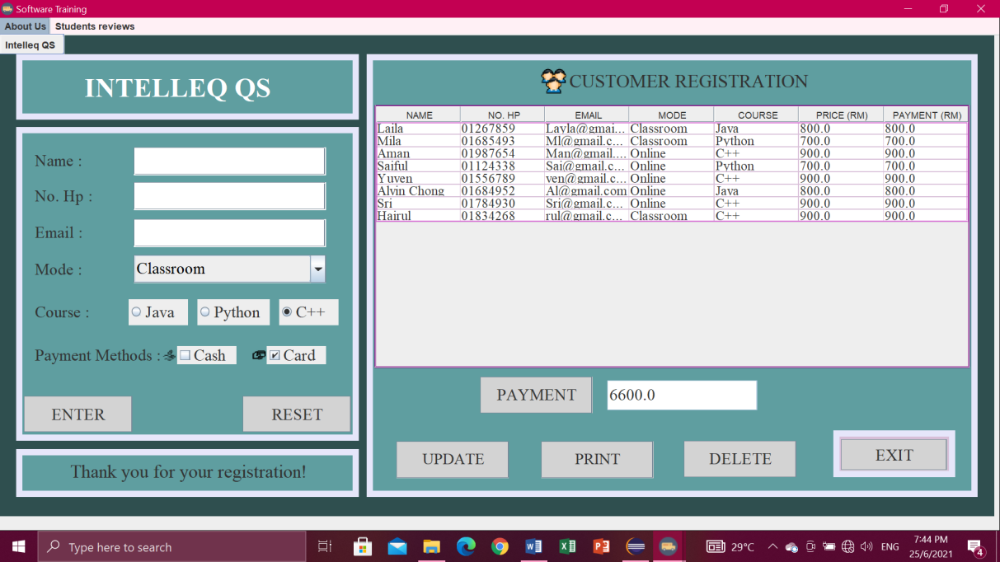 Software Training
About Us Students reviews
Intelleq QS
INTELLEQ QS
Name :
No. Hp :
Email :
Mode : Classroom
Course : Java Python C++
Payment Methods : Cash Card
ENTER RESET
Thank you for your registration!
CUSTOMER REGISTRATION
NAME NO. HP EMAIL MODE COURSE PRICE (RM) PAYMENT (RM)
Laila 01267859 Layla@gmai... Classroom Java 800.0 800.0
Mila 01685493 Ml@gmail.c... Classroom Python 700.0 700.0
Aman 01987654 Man@gmail.... Online C++ 900.0 900.0
Saiful 01124338 Sai@gmail.c... Online Python 700.0 700.0
Yuven 01556789 ven@gmail.c... Online C++ 900.0 900.0
Alvin Chong 01684952 Al@gmail.com Online Java 800.0 800.0
Sri 01784930 Sri@gmail.c... Online C++ 900.0 900.0
Hairul 01834268 rul@gmail.c... Classroom C++ 900.0 900.0
PAYMENT 6600.0
UPDATE PRINT DELETE EXIT
Type here to search
29°C ENG
7:44 PM
25/6/2021
4